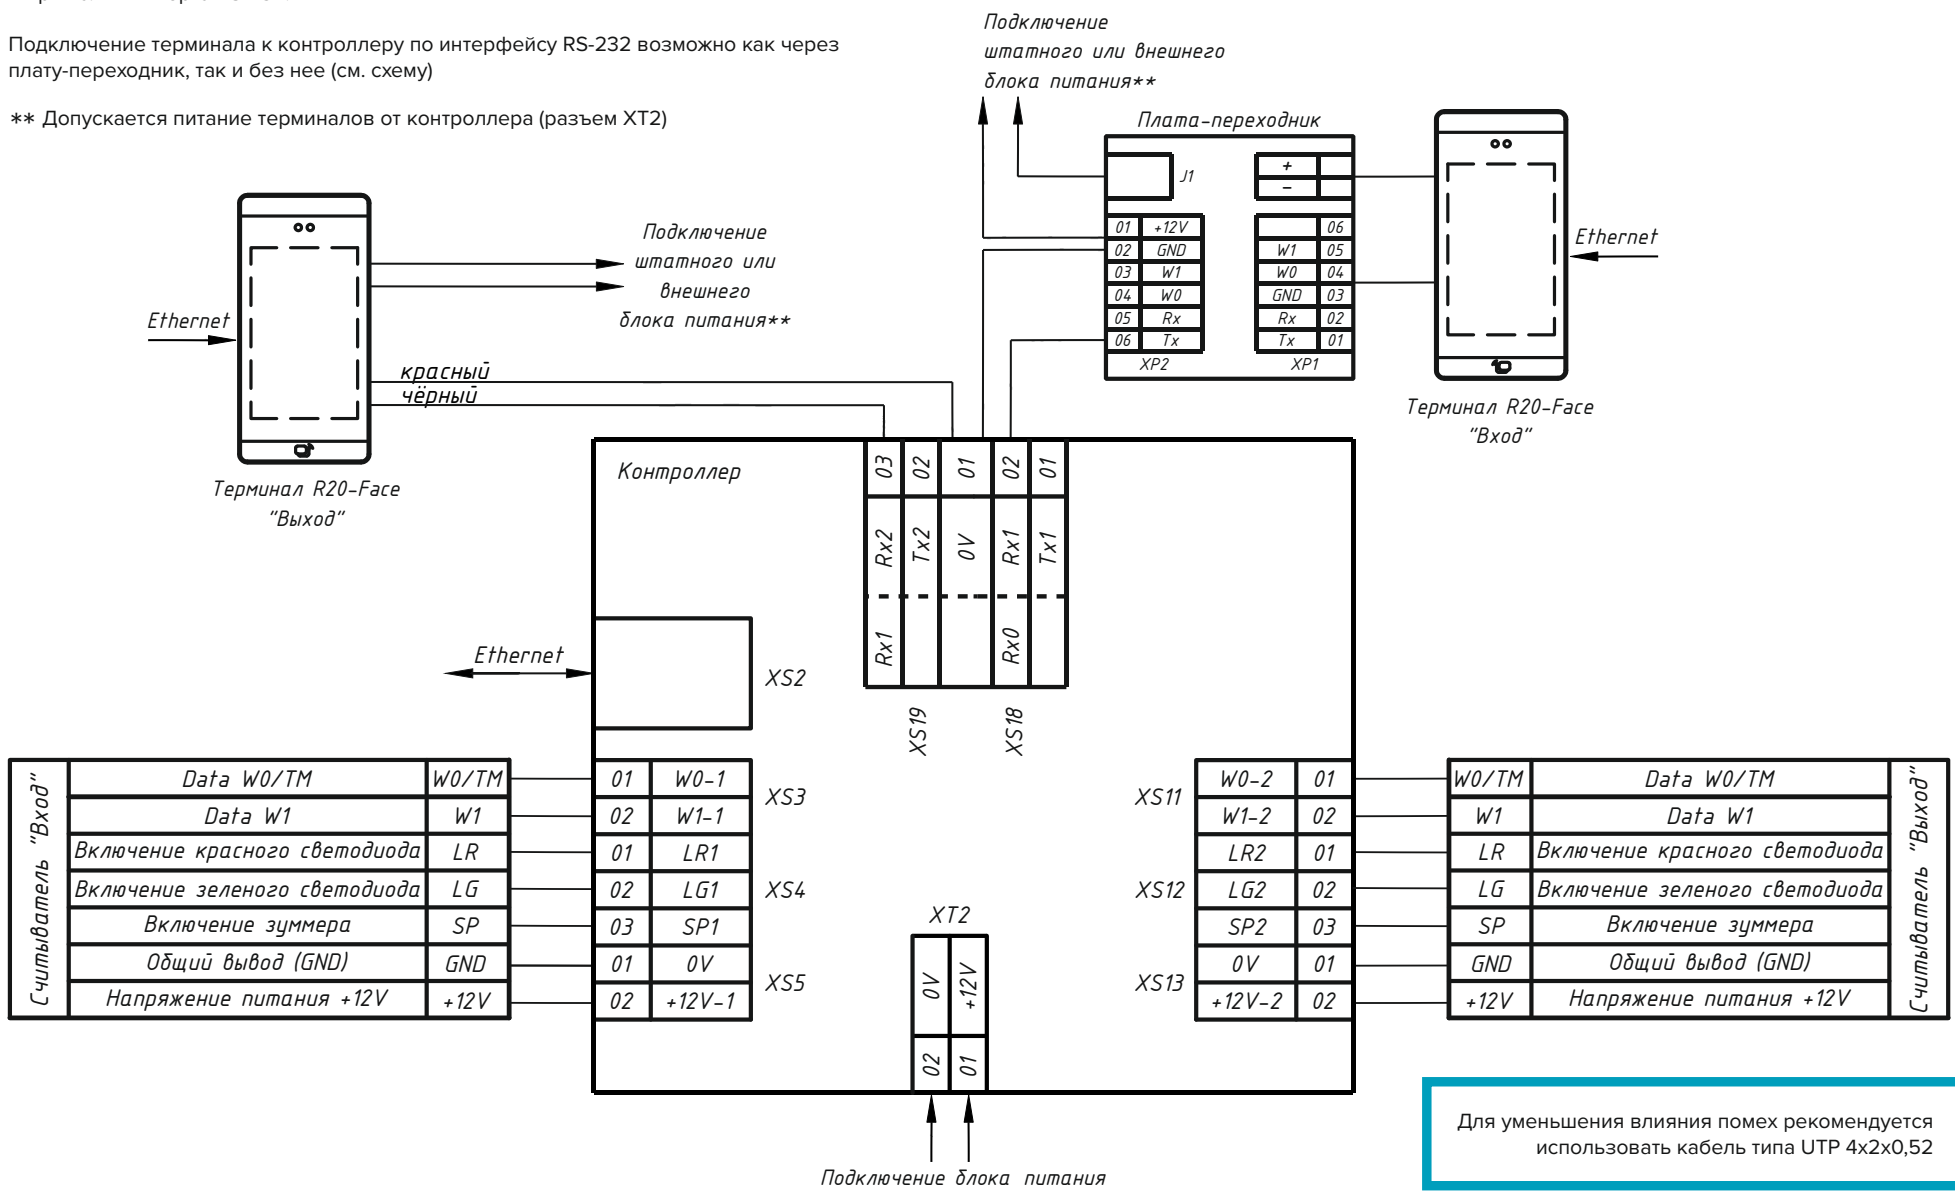 Подключение терминала к контроллеру по интерфейсу RS-232 возможно как через
плату-переходник, так и без нее (см. схему)
** Допускается питание терминалов от контроллера (разъем XT2)
Подключение
штатного или внешнего
блока питания**
Плата-переходник
J1
+
-
01 +12V
02 GND
03 W1
04 W0
05 Rx
06 Tx
XP2
06
W1 05
W0 04
GND 03
Rx 02
Tx 01
XP1
Ethernet
Терминал R20-Face
"Вход"
Подключение
штатного или
внешнего
блока питания**
Ethernet
красный
чёрный
Терминал R20-Face
"Выход"
Контроллер
03 02 01 02 01
Rx2 Tx2 0V Rx1 Tx1
Rx1 Rx0
XS19 XS18
Ethernet
XS2
Считыватель "Вход"
Data W0/TM W0/TM 01 W0-1
Data W1 W1 02 W1-1
XS3
Включение красного светодиода LR 01 LR1
Включение зеленого светодиода LG 02 LG1
Включение зуммера SP 03 SP1
XS4
Общий вывод (GND) GND 01 0V
Напряжение питания +12V +12V 02 +12V-1
XS5
XT2
0V +12V
02 01
Подключение блока питания
XS11
W0-2 01 W0/TM Data W0/TM
W1-2 02 W1 Data W1
XS12
LR2 01 LR Включение красного светодиода
LG2 02 LG Включение зеленого светодиода
SP2 03 SP Включение зуммера
XS13
0V 01 GND Общий вывод (GND)
+12V-2 02 +12V Напряжение питания +12V
Считыватель "Выход"
Для уменьшения влияния помех рекомендуется
использовать кабель типа UTP 4x2x0,52